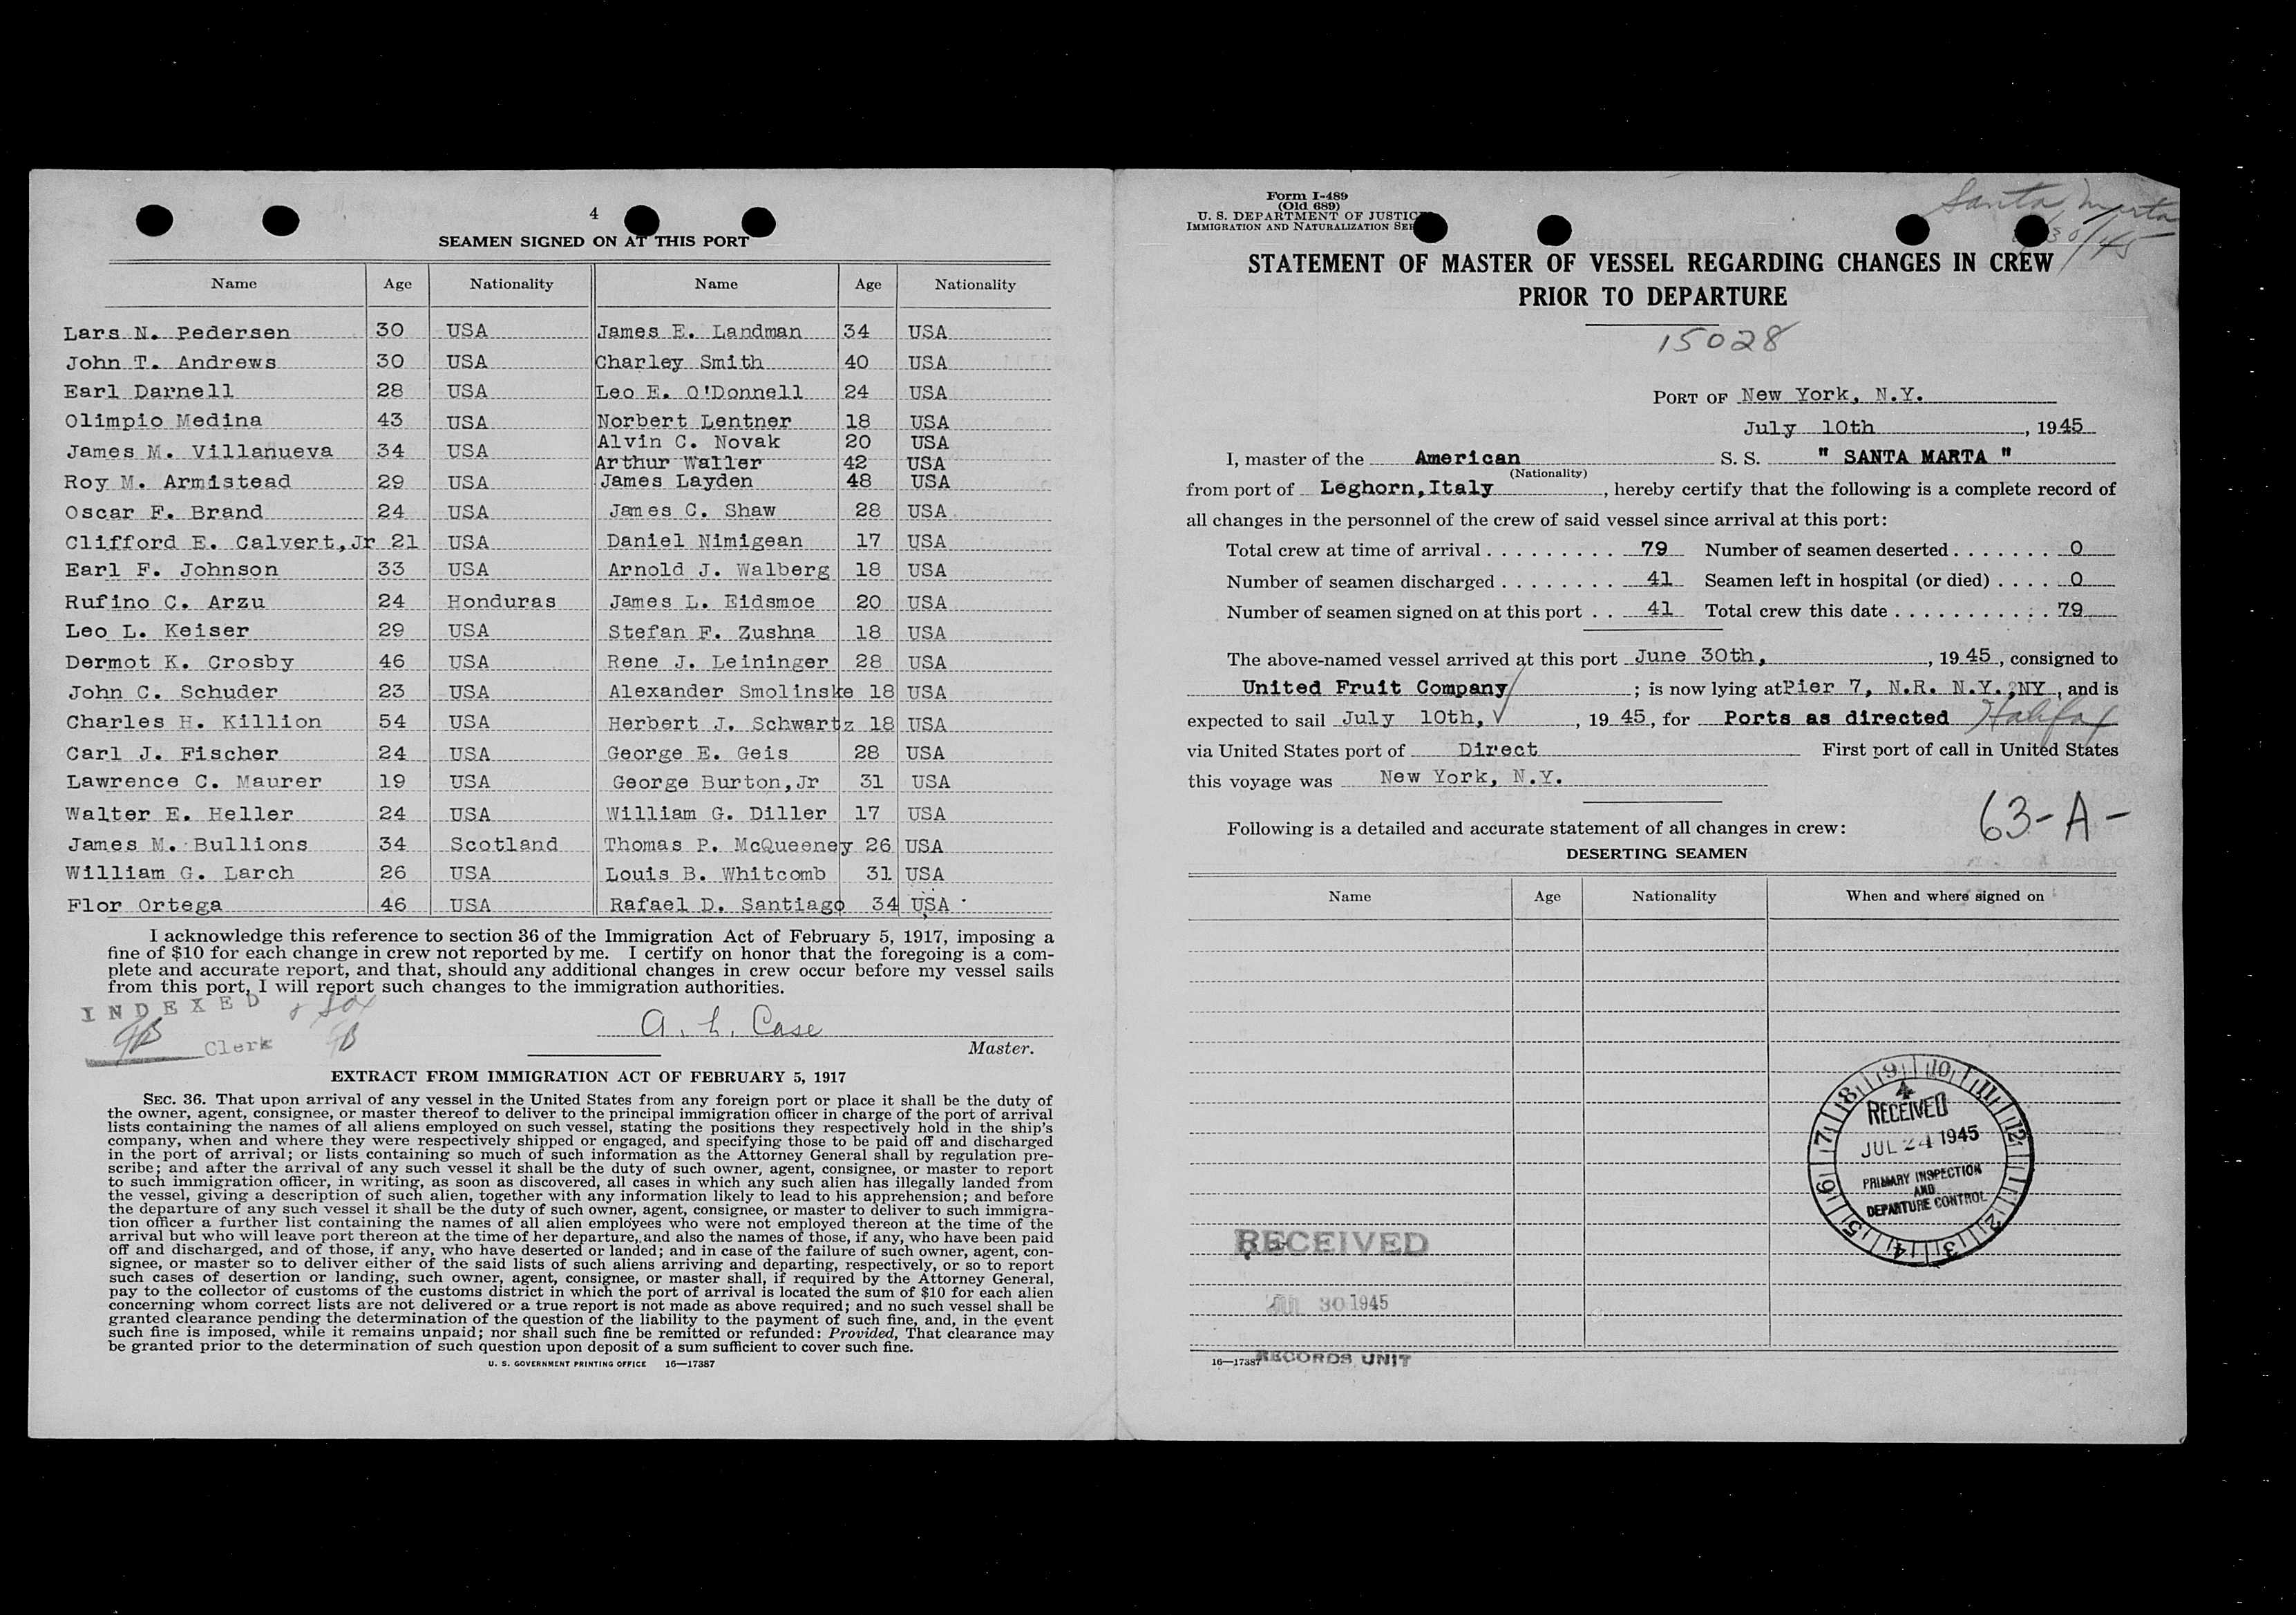 4
SEAMEN SIGNED ON AT THIS PORT
Name Age Nationality Name Age Nationality
Lars N. Pedersen 30 USA James E. Landman 34 USA
John T. Andrews 30 USA Charley Smith 40 USA
Earl Darnell 28 USA Leo E. O'Donnell 24 USA
Olimpio Medina 43 USA Norbert Lentner 18 USA
Alvin C. Novak 20 USA
James M. Villanueva 34 USA Arthur Waller 42 USA
Roy M. Armistead 29 USA James Layden 48 USA
Oscar F. Brand 24 USA James C. Shaw 28 USA
Clifford E. Calvert,Jr 21 USA Daniel Nimigean 17 USA
Earl F. Johnson 33 USA Arnold J. Walberg 18 USA
Rufino C. Arzu 24 Honduras James L. Eidsmoe 20 USA
Leo L. Keiser 29 USA Stefan F. Zushna 18 USA
Dermot K. Crosby 46 USA Rene J. Leininger 28 USA
John C. Schuder 23 USA Alexander Smolinske 18 USA
Charles H. Killion 54 USA Herbert J. Schwartz 18 USA
Carl J. Fischer 24 USA George E. Geis 28 USA
Lawrence C. Maurer 19 USA George Burton,Jr 31 USA
Walter E. Heller 24 USA William G. Diller 17 USA
James M. Bullions 34 Scotland Thomas P. McQueeney 26 USA
William G. Larch 26 USA Louis B. Whitcomb 31 USA
Flor Ortega 46 USA Rafael D. Santiago 34 USA
I acknowledge this reference to section 36 of the Immigration Act of February 5, 1917, imposing a
fine of $10 for each change in crew not reported by me. I certify on honor that the foregoing is a com-
plete and accurate report, and that, should any additional changes in crew occur before my vessel sails
from this port, I will report such changes to the immigration authorities.
INDEXED
A. L. Case
Clerk
Master.
EXTRACT FROM IMMIGRATION ACT OF FEBRUARY 5, 1917
SEC. 36. That upon arrival of any vessel in the United States from any foreign port or place it shall be the duty of
the owner, agent, consignee, or master thereof to deliver to the principal immigration officer in charge of the port of arrival
lists containing the names of all aliens employed on such vessel, stating the positions they respectively hold in the ship's
company, when and where they were respectively shipped or engaged, and specifying those to be paid off and discharged
in the port of arrival; or lists containing so much of such information as the Attorney General shall by regulation pre-
scribe; and after the arrival of any such vessel it shall be the duty of such owner, agent, consignee, or master to report
to such immigration officer, in writing, as soon as discovered, all cases in which any such alien has illegally landed from
the vessel, giving a description of such alien, together with any information likely to lead to his apprehension; and before
the departure of any such vessel it shall be the duty of such owner, agent, consignee, or master to deliver to such immigra-
tion officer a further list containing the names of all alien employees who were not employed thereon at the time of the
arrival but who will leave port thereon at the time of her departure, and also the names of those, if any, who have been paid
off and discharged, and of those, if any, who have deserted or landed; and in case of the failure of such owner, agent, con-
signee, or master so to deliver either of the said lists of such aliens arriving and departing, respectively, or so to report
such cases of desertion or landing, such owner, agent, consignee, or master shall, if required by the Attorney General,
pay to the collector of customs of the customs district in which the port of arrival is located the sum of $10 for each alien
concerning whom correct lists are not delivered or a true report is not made as above required; and no such vessel shall be
granted clearance pending the determination of the question of the liability to the payment of such fine, and, in the event
such fine is imposed, while it remains unpaid; nor shall such fine be remitted or refunded: Provided, That clearance may
be granted prior to the determination of such question upon deposit of a sum sufficient to cover such fine.
U. S. GOVERNMENT PRINTING OFFICE 16—17387
Form I-489
(Old 689)
U. S. DEPARTMENT OF JUSTIC
IMMIGRATION AND NATURALIZATION SER
Santa Marta
/30/45
STATEMENT OF MASTER OF VESSEL REGARDING CHANGES IN CREW
PRIOR TO DEPARTURE
15028
PORT OF New York, N.Y.
July 10th, 1945
I, master of the American S. S. " SANTA MARTA "
(Nationality)
from port of Leghorn,Italy, hereby certify that the following is a complete record of
all changes in the personnel of the crew of said vessel since arrival at this port:
Total crew at time of arrival . . . . . . . . . 79 Number of seamen deserted . . . . . . . 0
Number of seamen discharged . . . . . . . . 41 Seamen left in hospital (or died) . . . . 0
Number of seamen signed on at this port . . 41 Total crew this date . . . . . . . . . . . 79
The above-named vessel arrived at this port June 30th, , 1945, consigned to
United Fruit Company ; is now lying at Pier 7, N.R. N.Y. ,NY, and is
expected to sail July 10th, , 1945, for Ports as directed Halifax
via United States port of Direct First port of call in United States
this voyage was New York, N.Y.
63-A-
Following is a detailed and accurate statement of all changes in crew:
DESERTING SEAMEN
Name Age Nationality When and where signed on
7 8 9 10 11 12 1 2 3 4 5 6
RECEIVED
JUL 24 1945
PRIMARY INSPECTION
AND
DEPARTURE CONTROL
RECEIVED
30 1945
16—17387 RECORDS UNIT